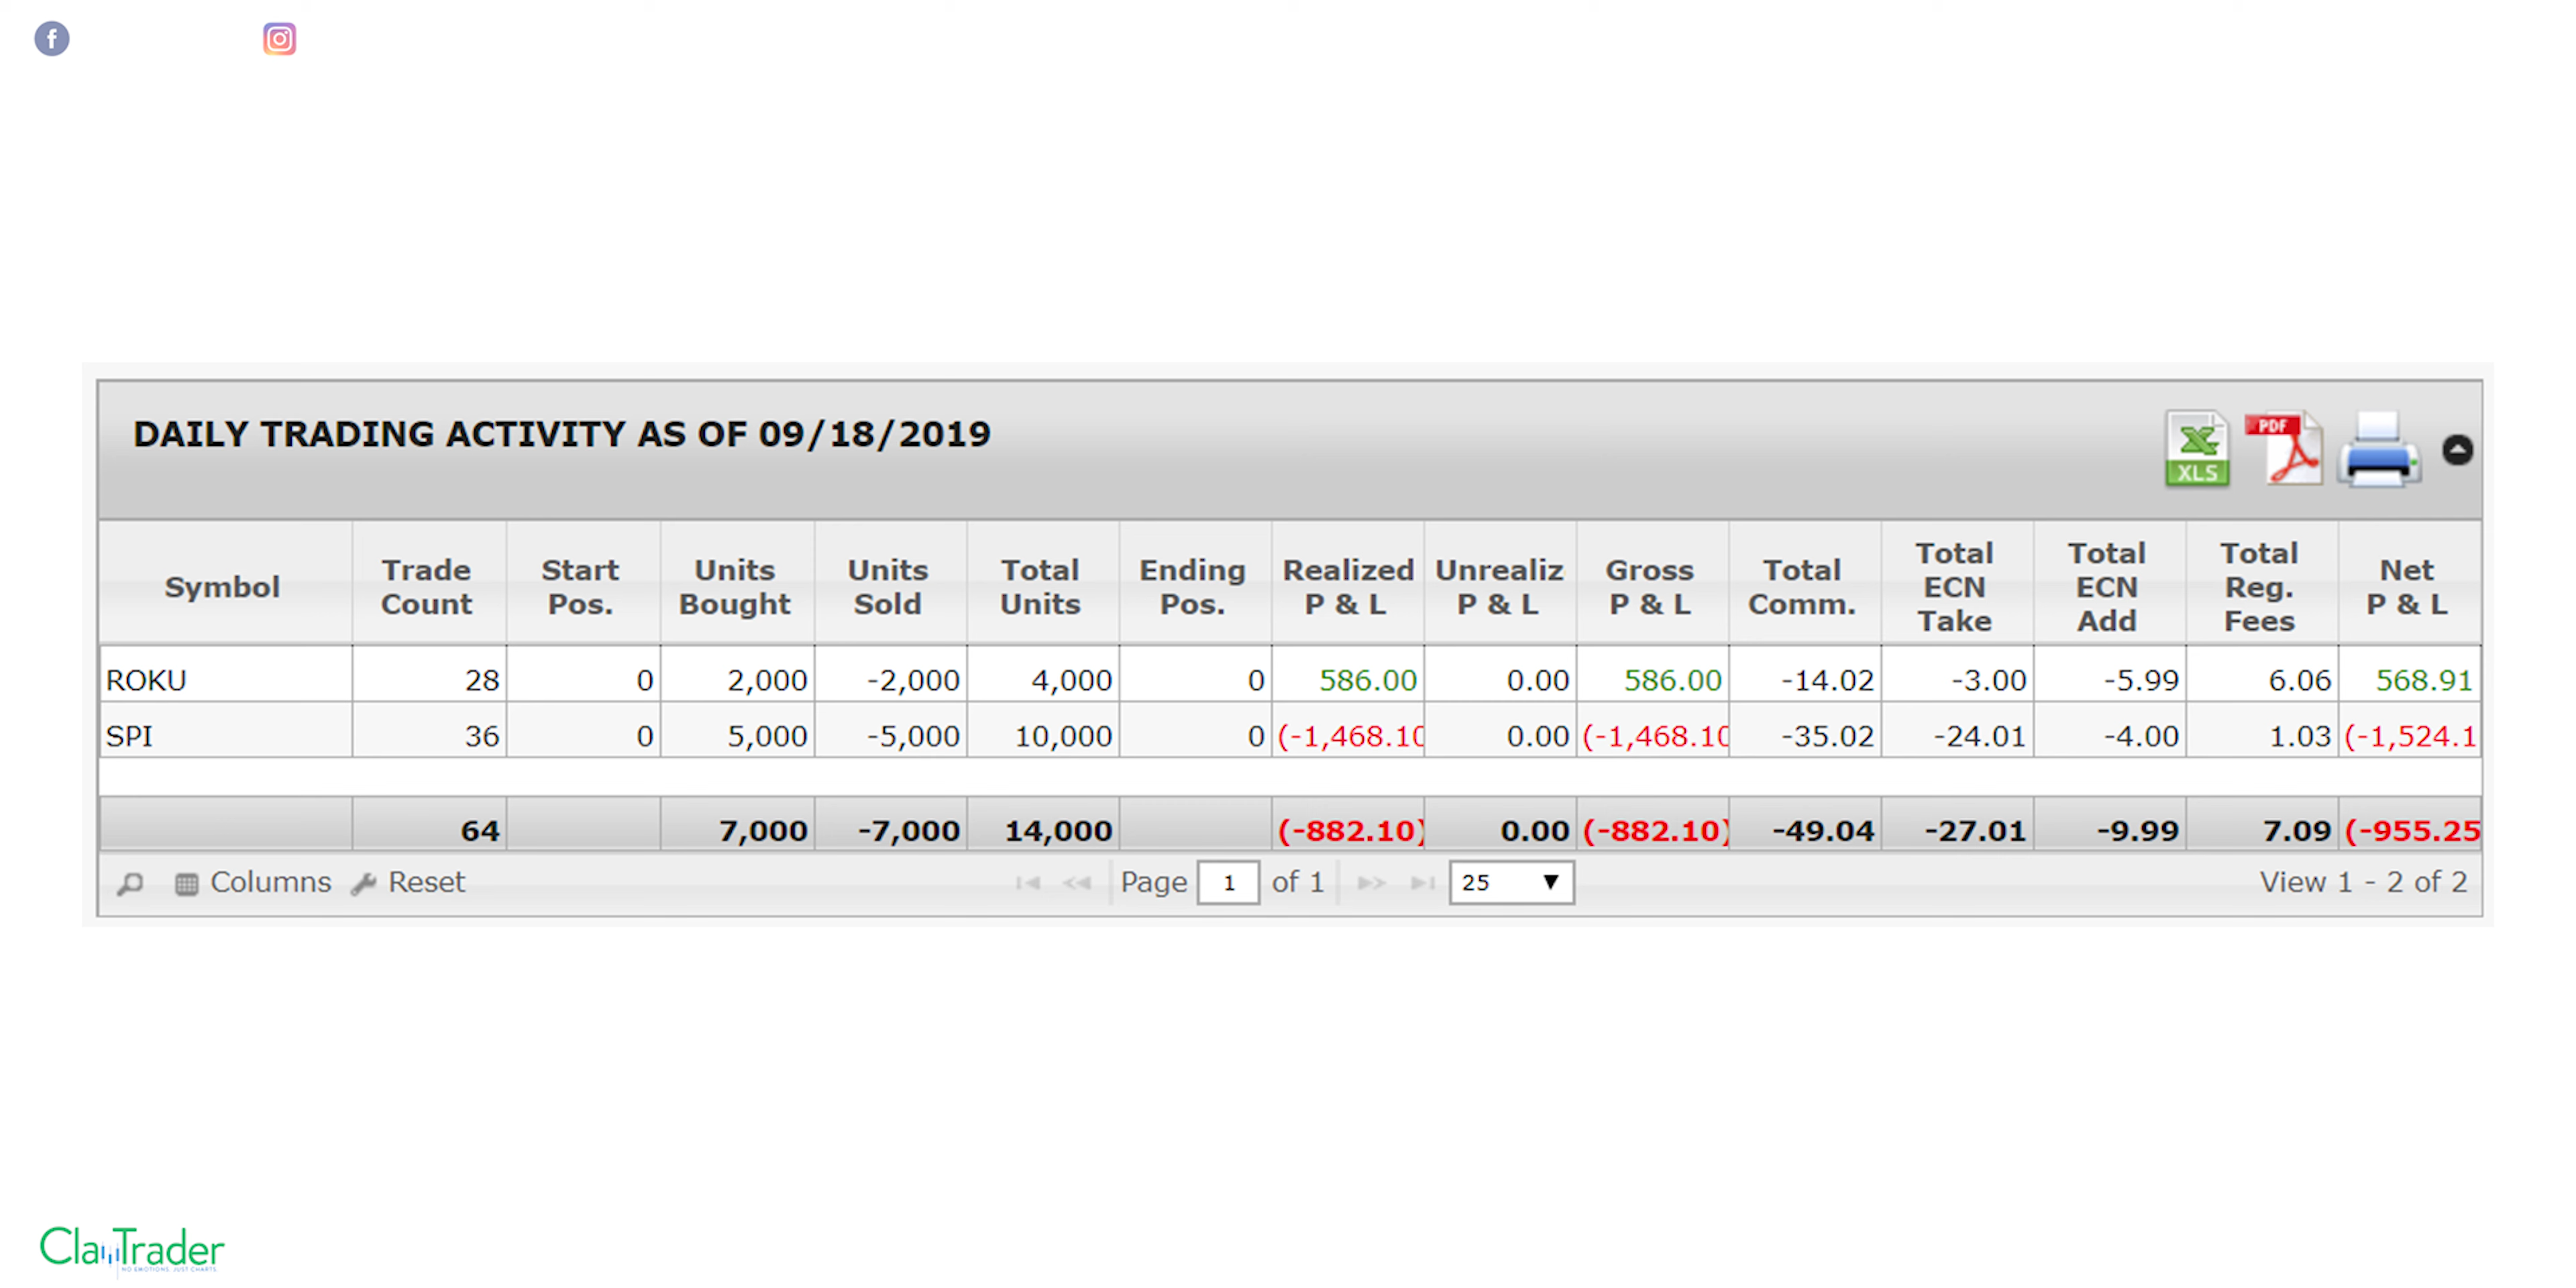 f
DAILY TRADING ACTIVITY AS OF 09/18/2019
XLS
PDF
Symbol Trade Count Start Pos. Units Bought Units Sold Total Units Ending Pos. Realized P & L Unrealiz P & L Gross P & L Total Comm. Total ECN Take Total ECN Add Total Reg. Fees Net P & L
ROKU 28 0 2,000 -2,000 4,000 0 586.00 0.00 586.00 -14.02 -3.00 -5.99 6.06 568.91
SPI 36 0 5,000 -5,000 10,000 0 (-1,468.10 0.00 (-1,468.10 -35.02 -24.01 -4.00 1.03 (-1,524.1
64 7,000 -7,000 14,000 (-882.10) 0.00 (-882.10) -49.04 -27.01 -9.99 7.09 (-955.25
Columns Reset Page 1 of 1 25 View 1 - 2 of 2
ClayTrader
NO EMOTIONS. JUST CHARTS.